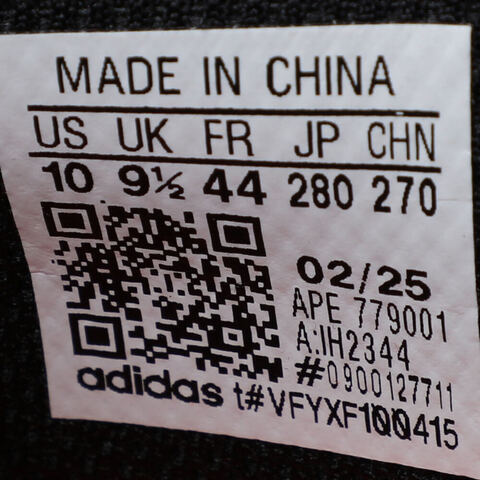 MADE IN CHINA
US UK FR JP CHN
10 9½ 44 280 270
02/25
APE 779001
A:IH2344
#0900127711
adidas t#VFYXF100415